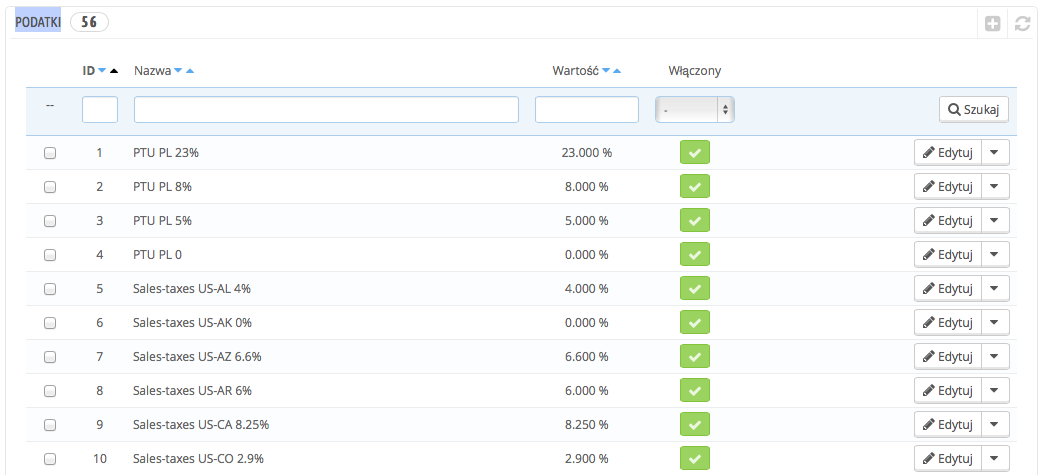 PODATKI 56
ID Nazwa Wartość Włączony
-- - Szukaj
1 PTU PL 23% 23.000 % Edytuj
2 PTU PL 8% 8.000 % Edytuj
3 PTU PL 5% 5.000 % Edytuj
4 PTU PL 0 0.000 % Edytuj
5 Sales-taxes US-AL 4% 4.000 % Edytuj
6 Sales-taxes US-AK 0% 0.000 % Edytuj
7 Sales-taxes US-AZ 6.6% 6.600 % Edytuj
8 Sales-taxes US-AR 6% 6.000 % Edytuj
9 Sales-taxes US-CA 8.25% 8.250 % Edytuj
10 Sales-taxes US-CO 2.9% 2.900 % Edytuj